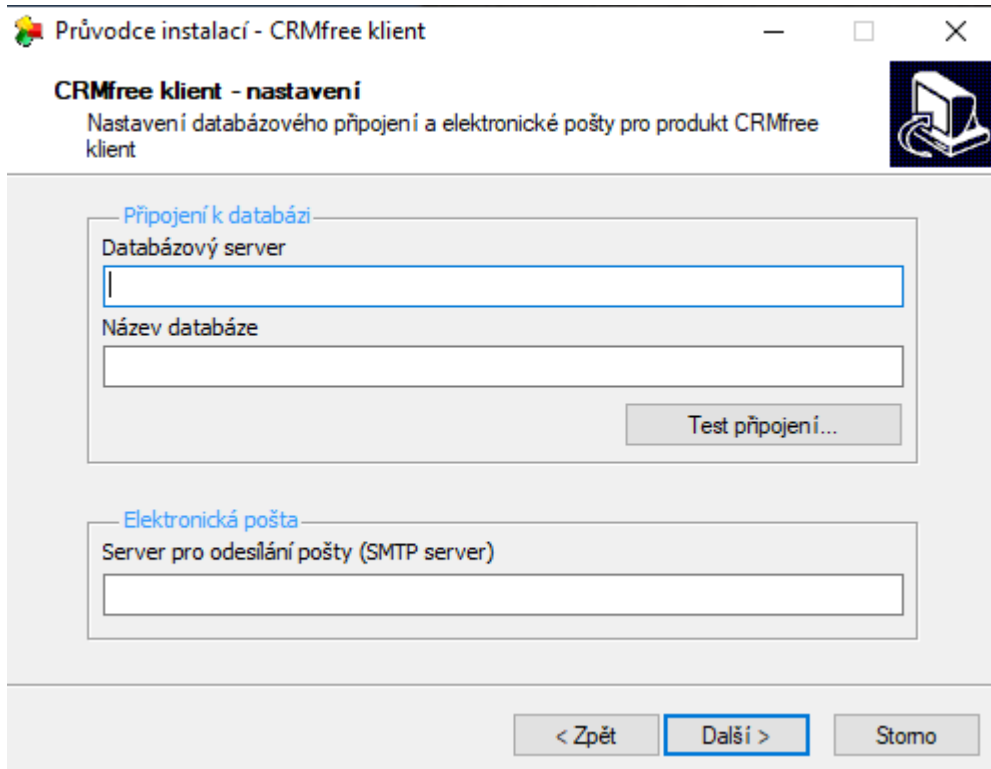 Průvodce instalací - CRMfree klient
CRMfree klient - nastavení
Nastavení databázového připojení a elektronické pošty pro produkt CRMfree
klient
Připojení k databázi
Databázový server
Název databáze
Test připojení...
Elektronická pošta
Server pro odesílání pošty (SMTP server)
< Zpět
Další >
Storno